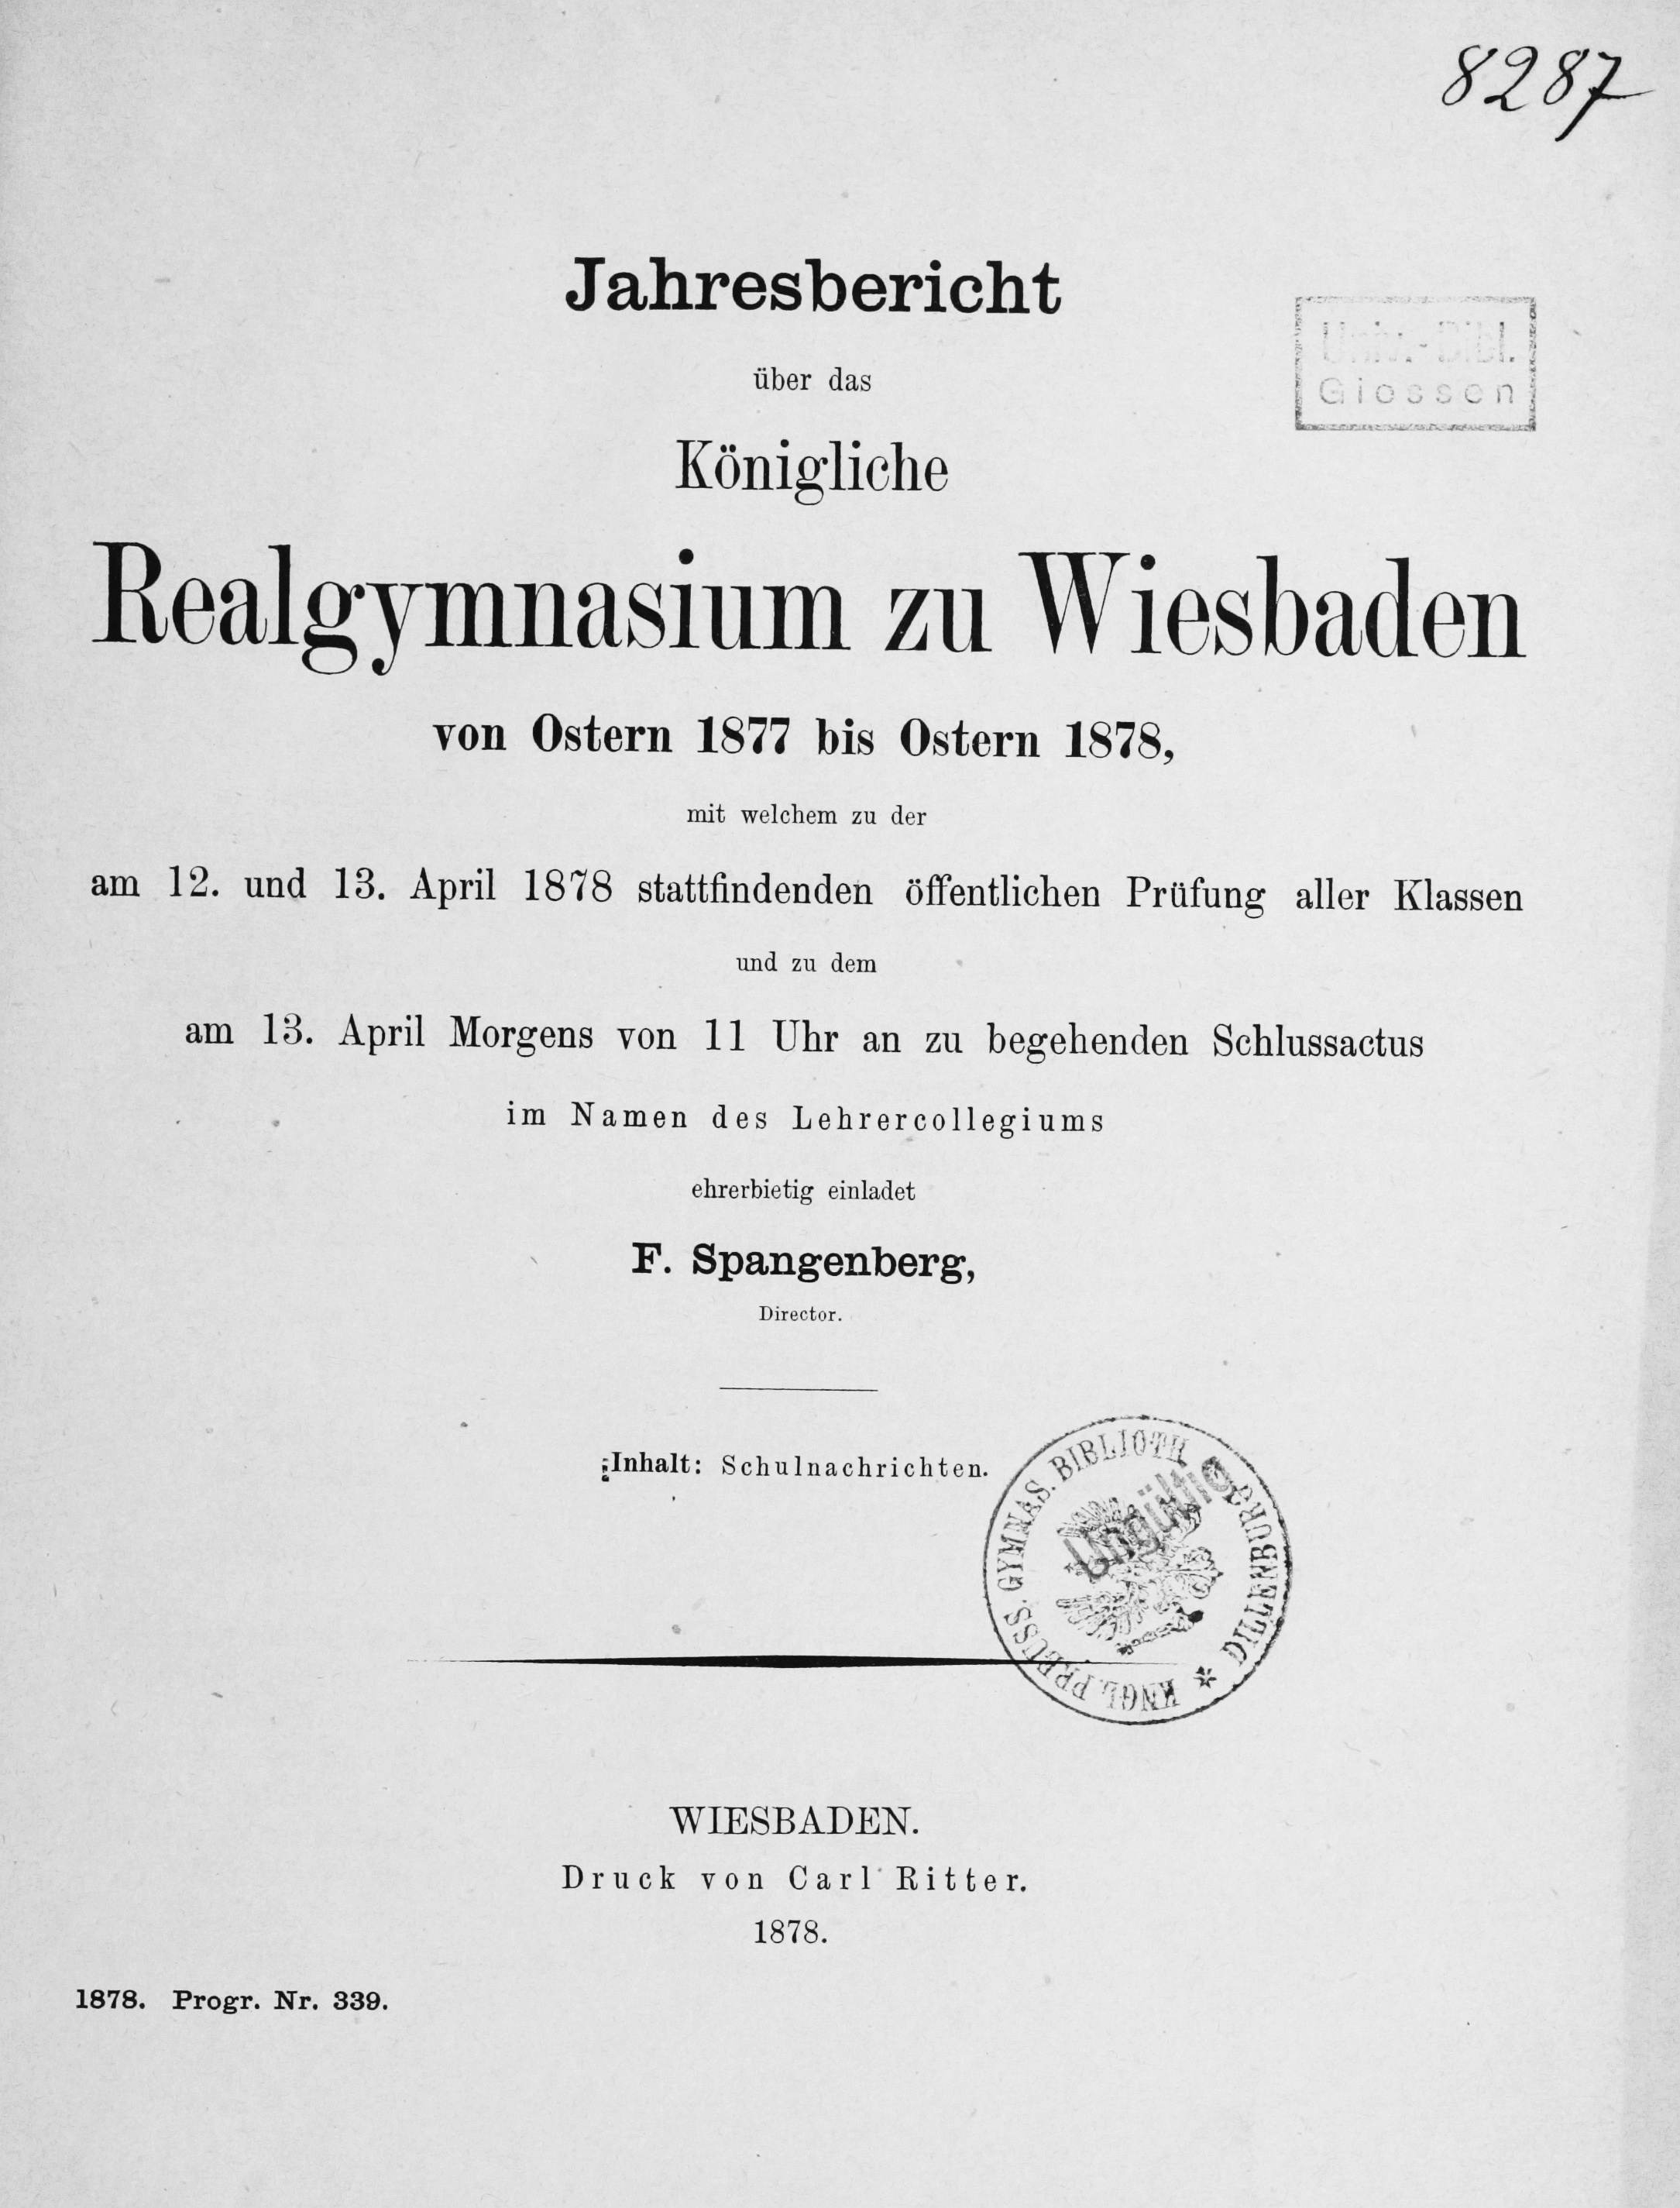 8287
Jahresbericht
Univ.-Bibl.
Giessen
über das
Königliche
Realgymnasium zu Wiesbaden
von Ostern 1877 bis Ostern 1878,
mit welchem zu der
am 12. und 13. April 1878 stattfindenden öffentlichen Prüfung aller Klassen
und zu dem
am 13. April Morgens von 11 Uhr an zu begehenden Schlussactus
im Namen des Lehrercollegiums
ehrerbietig einladet
F. Spangenberg,
Director.
Inhalt: Schulnachrichten.
KNGL. PREUSS. GYMNAS. BIBLIOTH. DILLENBURG *
Ungültig
WIESBADEN.
Druck von Carl Ritter.
1878.
1878. Progr. Nr. 339.